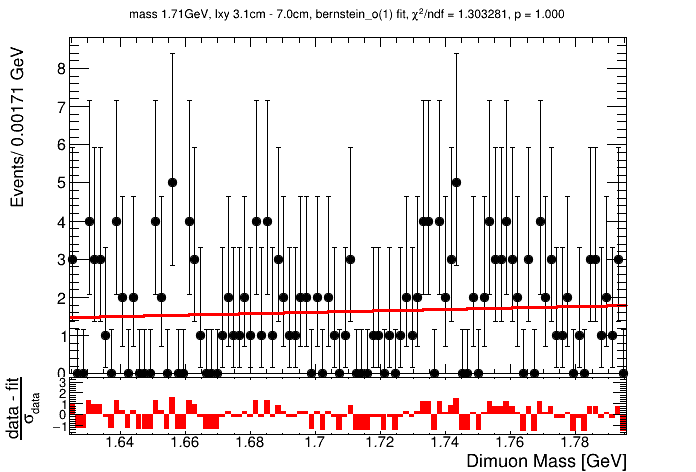 mass 1.71GeV, lxy 3.1cm - 7.0cm, bernstein_o(1) fit, χ²/ndf = 1.303281, p = 1.000
Events/ 0.00171 GeV
8
7
6
5
4
3
2
1
0
data - fit
σdata
3
2
1
0
−1
1.64 1.66 1.68 1.7 1.72 1.74 1.76 1.78
Dimuon Mass [GeV]